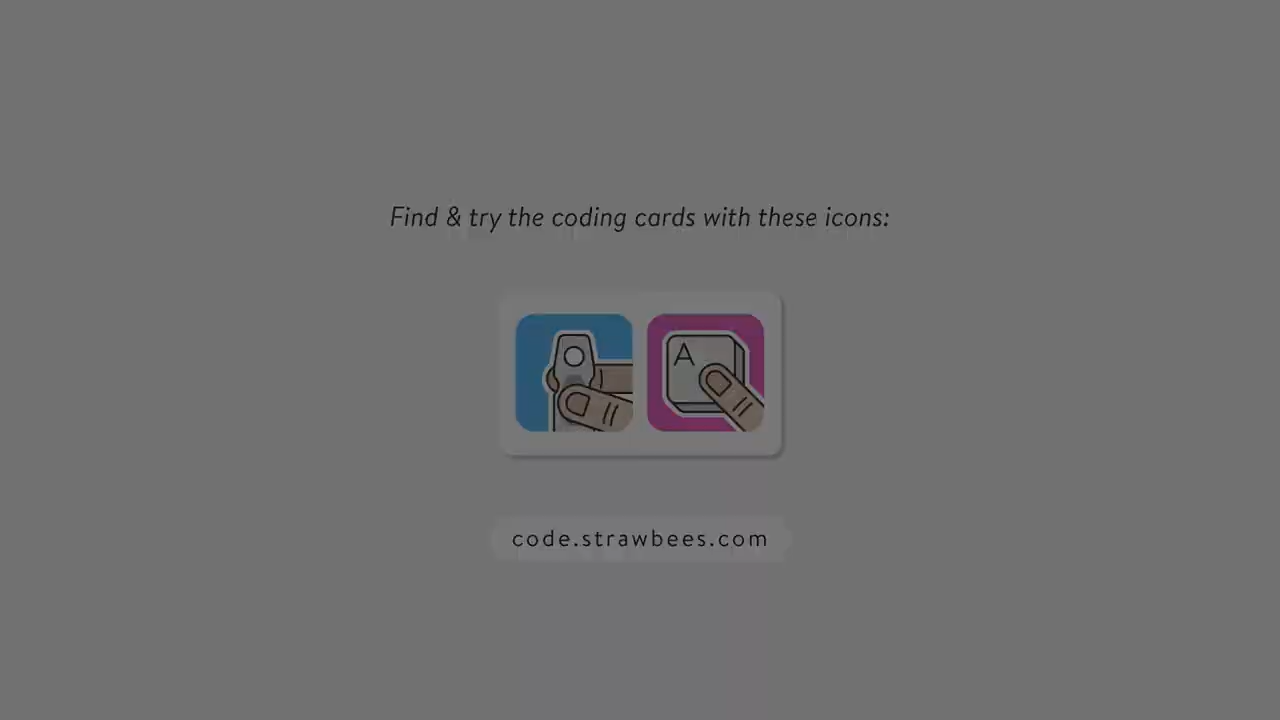 Find & try the coding cards with these icons:
A
code.strawbees.com